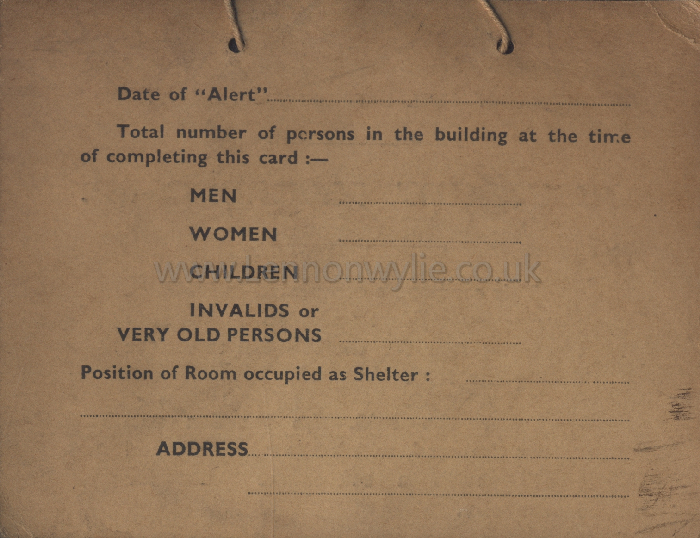 Date of "Alert"
Total number of persons in the building at the time
of completing this card :—
MEN
WOMEN
CHILDREN
www.Lennonwylie.co.uk
INVALIDS or
VERY OLD PERSONS
Position of Room occupied as Shelter :
ADDRESS